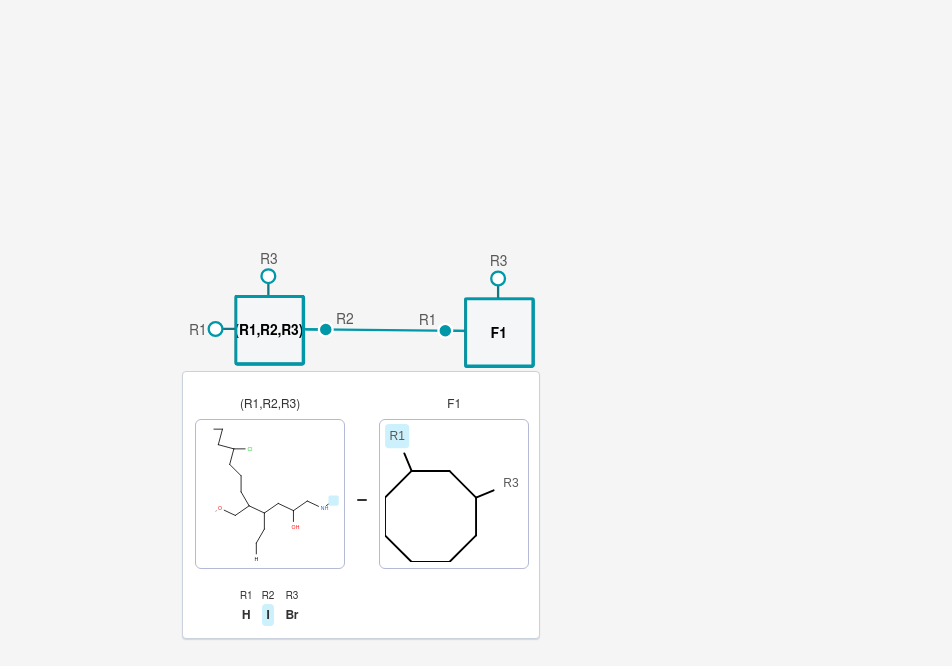 R3
R3
R1
(R1,R2,R3)
R2
R1
F1
(R1,R2,R3)
F1
R1
Cl
R3
O
NH
OH
H
R1 R2 R3
H I Br